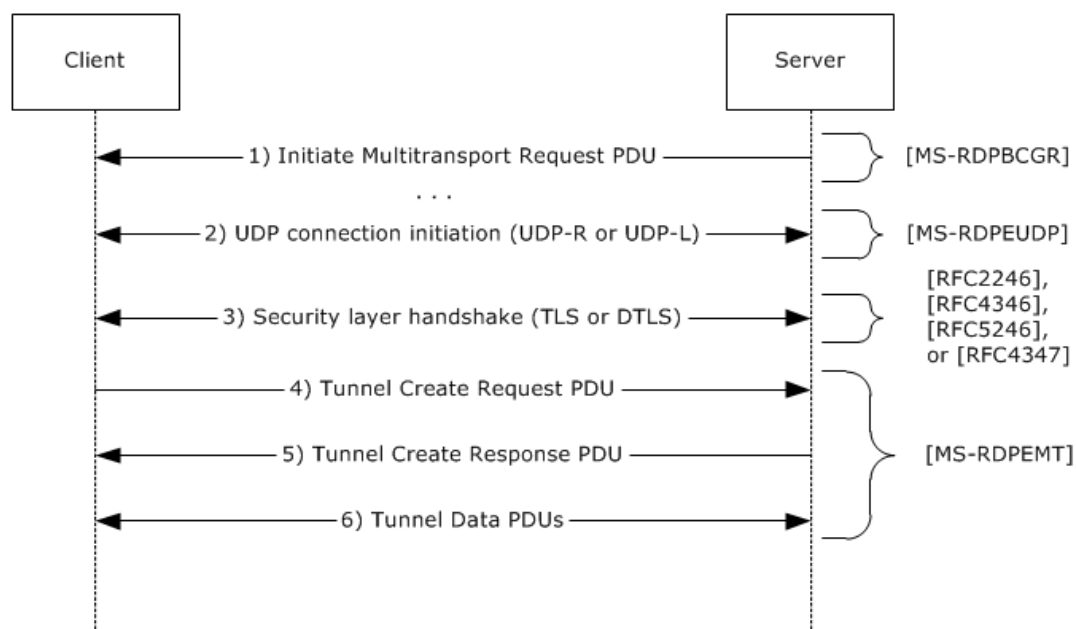 Client
Server
1) Initiate Multitransport Request PDU
[MS-RDPBCGR]
. . .
2) UDP connection initiation (UDP-R or UDP-L)
[MS-RDPEUDP]
3) Security layer handshake (TLS or DTLS)
[RFC2246],
[RFC4346],
[RFC5246],
or [RFC4347]
4) Tunnel Create Request PDU
5) Tunnel Create Response PDU
[MS-RDPEMT]
6) Tunnel Data PDUs